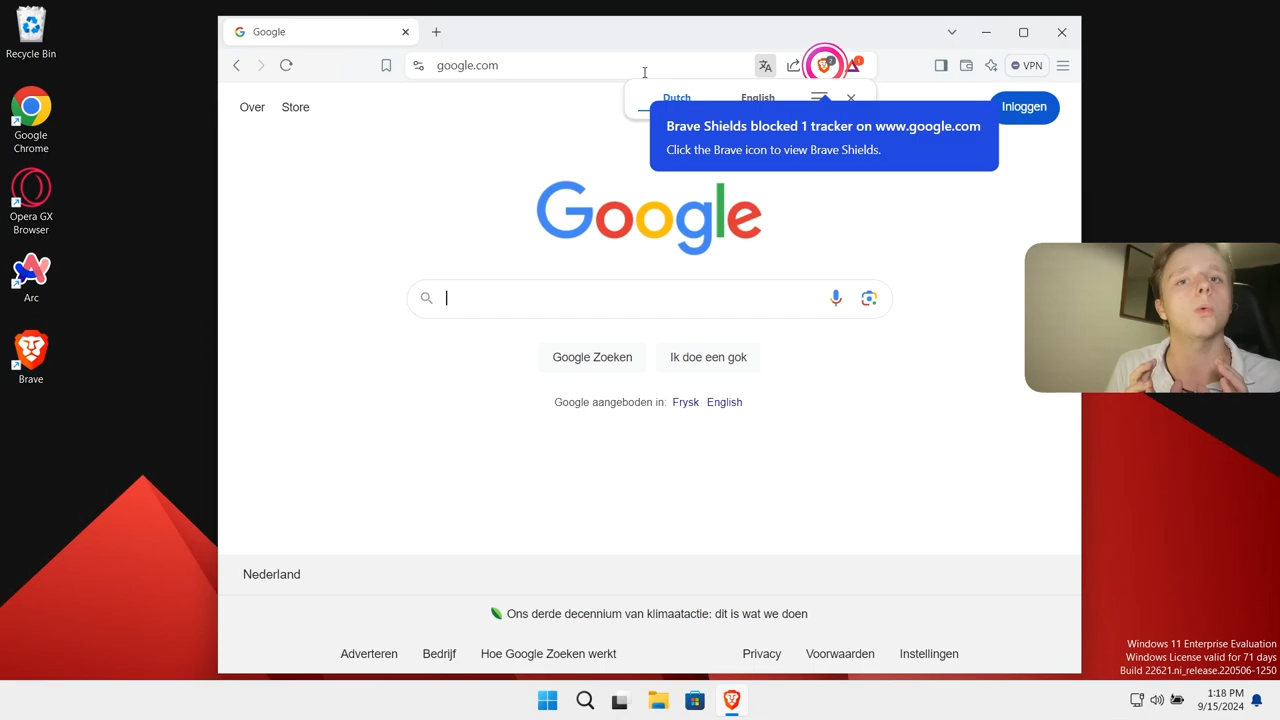 Recycle Bin
Google
Chrome
Opera GX
Browser
Arc
Brave
Google
google.com
2
1
VPN
Over
Store
Dutch
English
Inloggen
Brave Shields blocked 1 tracker on www.google.com
Click the Brave icon to view Brave Shields.
Google
Google Zoeken
Ik doe een gok
Google aangeboden in: Frysk English
Nederland
Ons derde decennium van klimaatactie: dit is wat we doen
Adverteren
Bedrijf
Hoe Google Zoeken werkt
Privacy
Voorwaarden
Instellingen
Windows 11 Enterprise Evaluation
Windows License valid for 71 days
Build 22621.ni_release.220506-1250
1:18 PM
9/15/2024